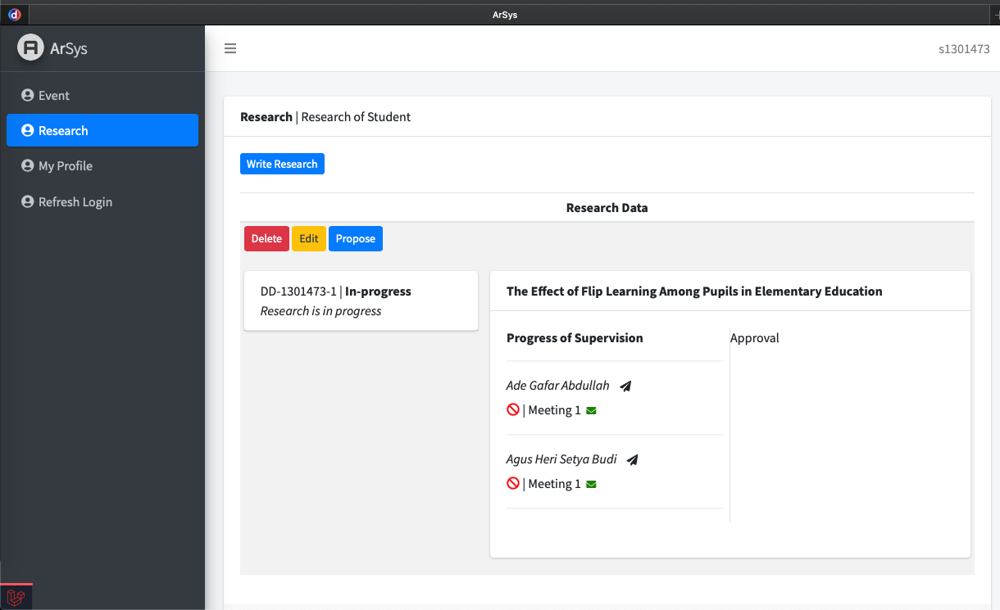 ArSys
ArSys
s1301473
Event
Research
My Profile
Refresh Login
Research | Research of Student
Write Research
Research Data
Delete Edit Propose
DD-1301473-1 | In-progress
Research is in progress
The Effect of Flip Learning Among Pupils in Elementary Education
Progress of Supervision
Approval
Ade Gafar Abdullah
| Meeting 1
Agus Heri Setya Budi
| Meeting 1